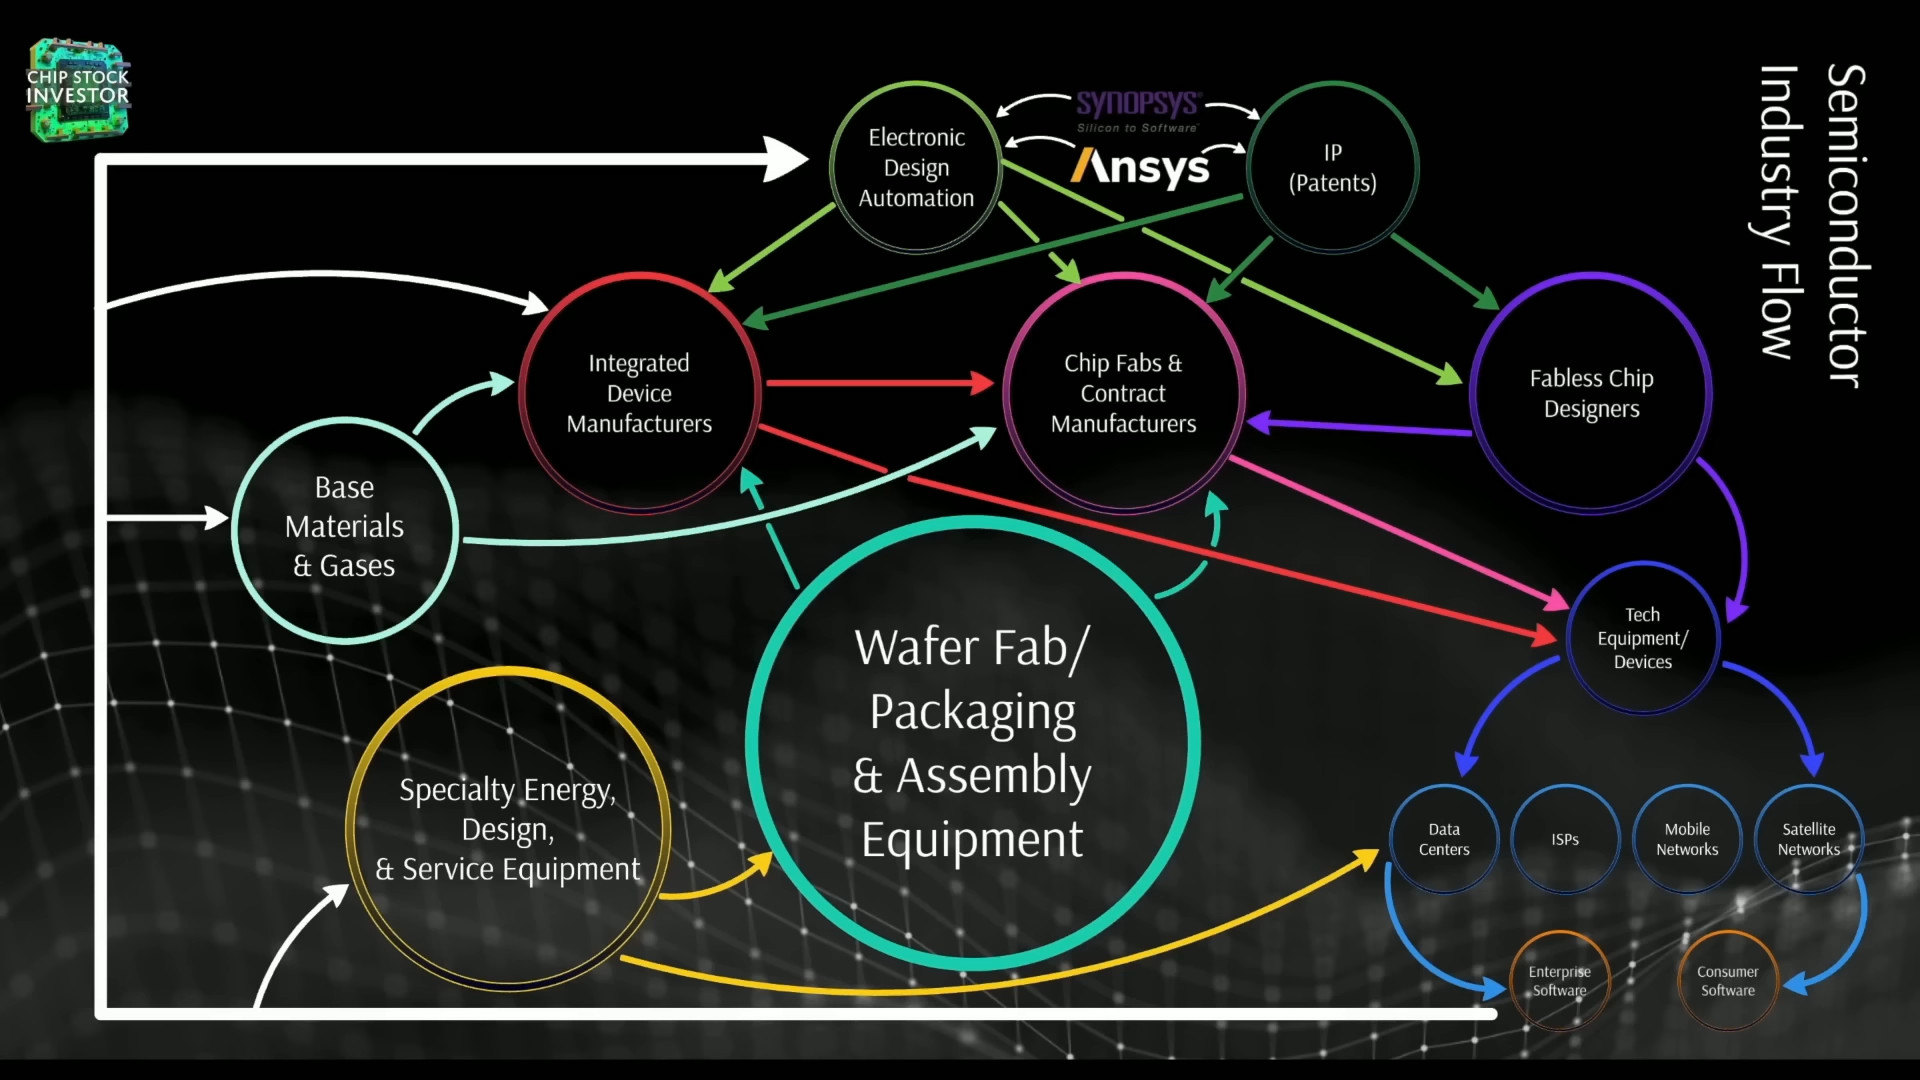 CHIP STOCK
INVESTOR
Semiconductor
Industry Flow
Electronic
Design
Automation
SYNOPSYS®
Silicon to Software™
Ansys
IP
(Patents)
Integrated
Device
Manufacturers
Chip Fabs &
Contract
Manufacturers
Fabless Chip
Designers
Base
Materials
& Gases
Tech
Equipment/
Devices
Wafer Fab/
Packaging
& Assembly
Equipment
Specialty Energy,
Design,
& Service Equipment
Data
Centers
ISPs
Mobile
Networks
Satellite
Networks
Enterprise
Software
Consumer
Software